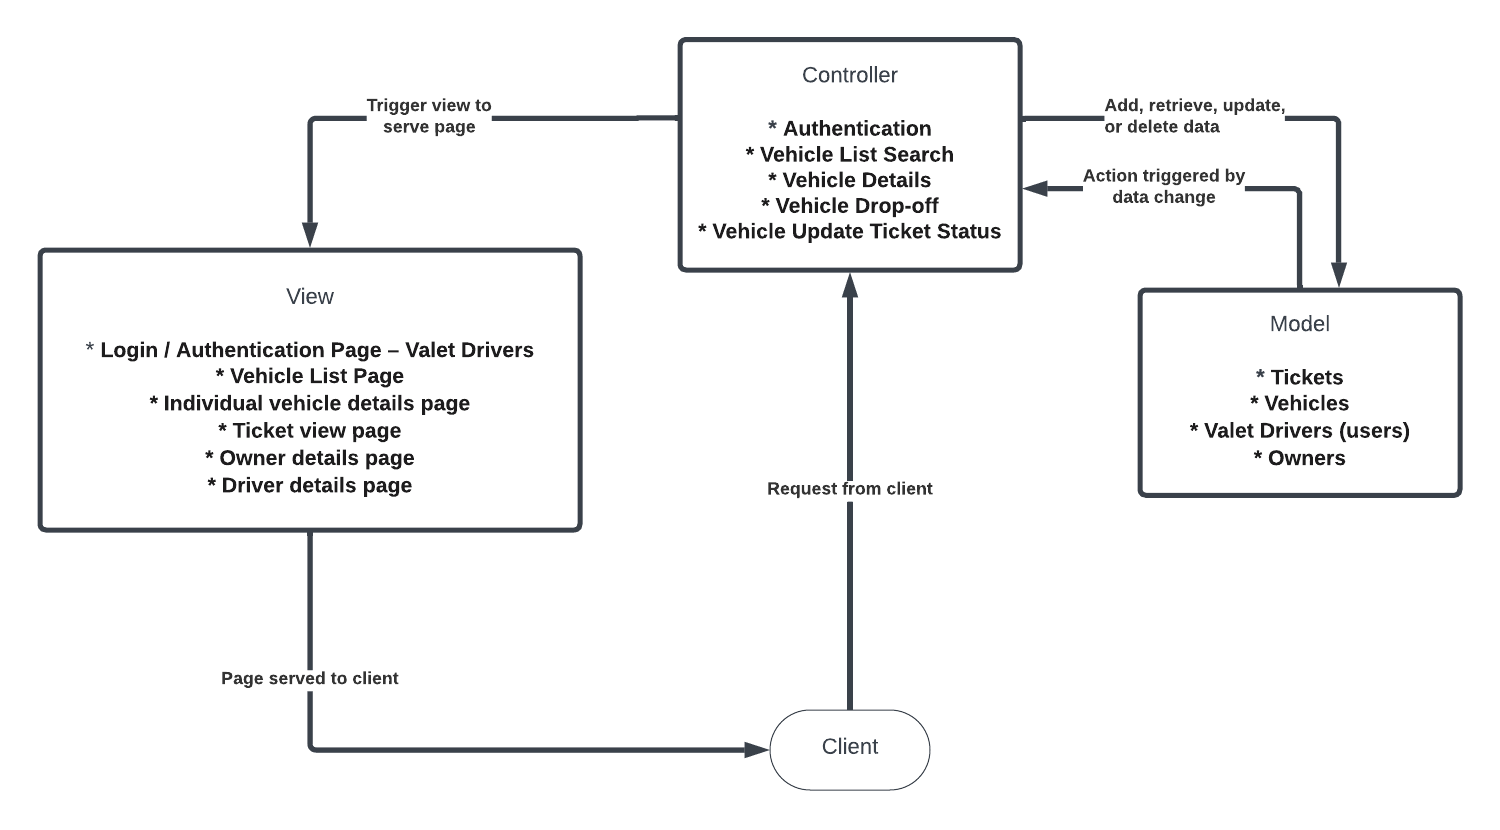 Controller
* Authentication
* Vehicle List Search
* Vehicle Details
* Vehicle Drop-off
* Vehicle Update Ticket Status
Trigger view to
serve page
Add, retrieve, update,
or delete data
Action triggered by
data change
View
* Login / Authentication Page – Valet Drivers
* Vehicle List Page
* Individual vehicle details page
* Ticket view page
* Owner details page
* Driver details page
Model
* Tickets
* Vehicles
* Valet Drivers (users)
* Owners
Request from client
Page served to client
Client